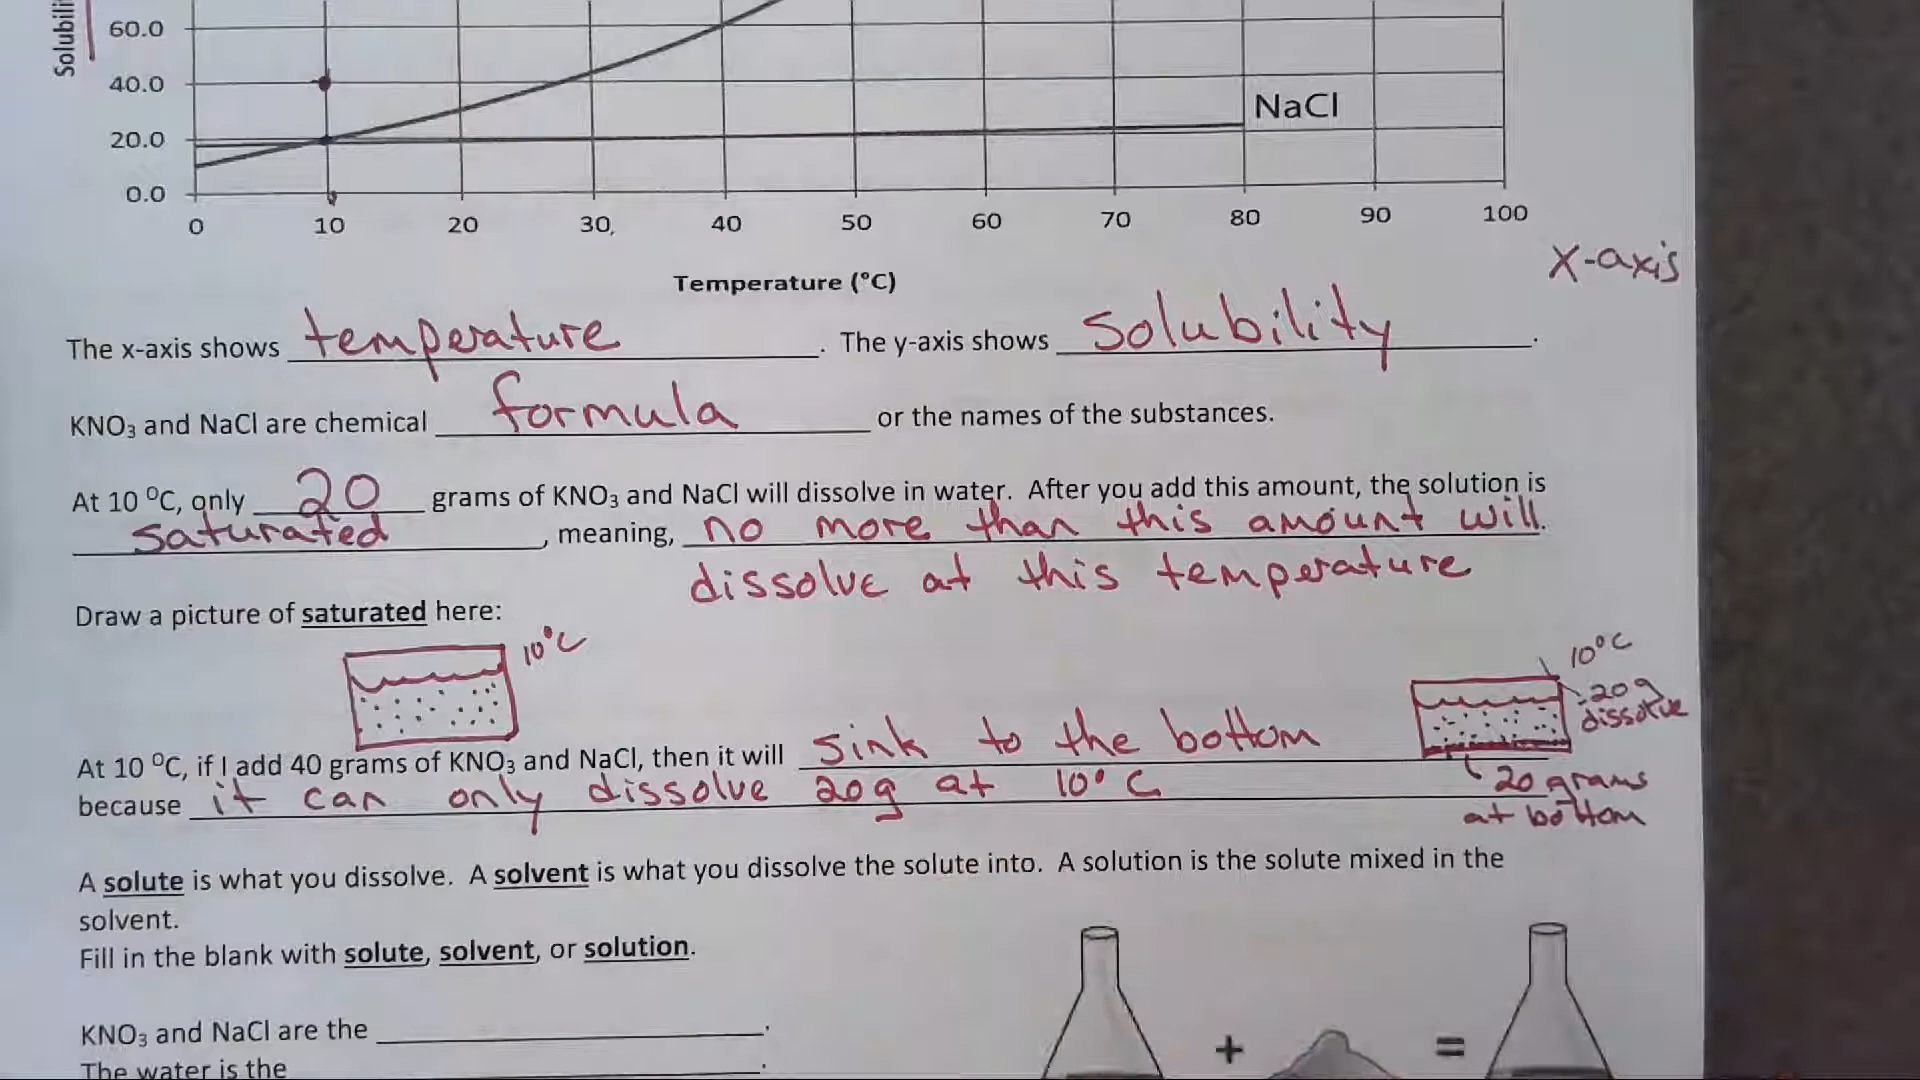 Solubili
60.0
40.0
20.0
0.0
NaCl
0 10 20 30, 40 50 60 70 80 90 100
x-axis
Temperature (°C)
The x-axis shows temperature. The y-axis shows Solubility.
KNO₃ and NaCl are chemical formula or the names of the substances.
At 10 °C, only 20 grams of KNO₃ and NaCl will dissolve in water. After you add this amount, the solution is
saturated, meaning, no more than this amount will
dissolve at this temperature
Draw a picture of saturated here:
10°C
10°C
20g
dissolve
At 10 °C, if I add 40 grams of KNO₃ and NaCl, then it will sink to the bottom
because it can only dissolve 20g at 10°C
20 grams
at bottom
A solute is what you dissolve. A solvent is what you dissolve the solute into. A solution is the solute mixed in the
solvent.
Fill in the blank with solute, solvent, or solution.
KNO₃ and NaCl are the ___.
+ =
The water is the ___.